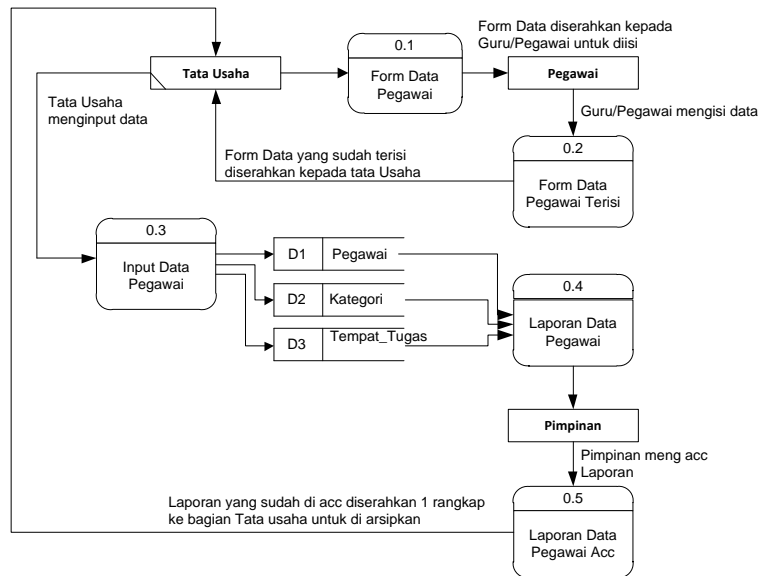 Form Data diserahkan kepada
Guru/Pegawai untuk diisi
0.1
Form Data
Pegawai
Tata Usaha
Pegawai
Tata Usaha
menginput data
Guru/Pegawai mengisi data
Form Data yang sudah terisi
diserahkan kepada tata Usaha
0.2
Form Data
Pegawai Terisi
0.3
Input Data
Pegawai
D1 Pegawai
D2 Kategori
D3 Tempat_Tugas
0.4
Laporan Data
Pegawai
Pimpinan
Pimpinan meng acc
Laporan
Laporan yang sudah di acc diserahkan 1 rangkap
ke bagian Tata usaha untuk di arsipkan
0.5
Laporan Data
Pegawai Acc